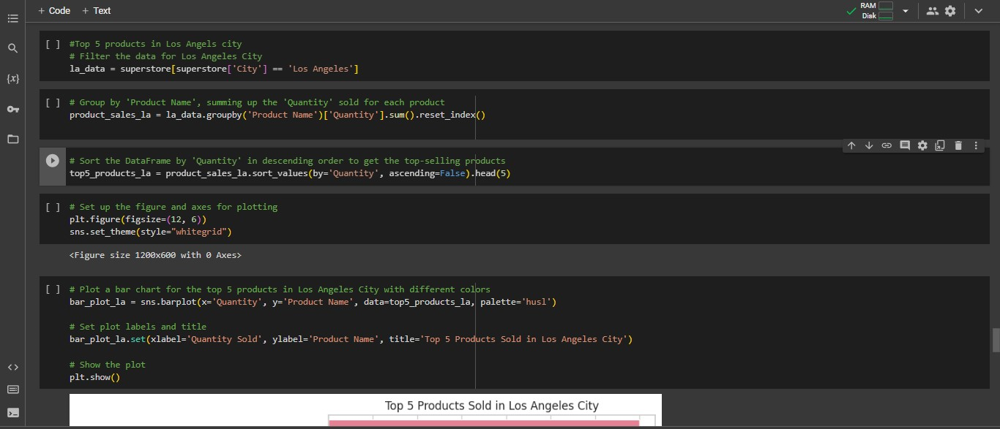 + Code + Text
RAM
Disk
{x}
[ ] #Top 5 products in Los Angels city
# Filter the data for Los Angeles City
la_data = superstore[superstore['City'] == 'Los Angeles']
[ ] # Group by 'Product Name', summing up the 'Quantity' sold for each product
product_sales_la = la_data.groupby('Product Name')['Quantity'].sum().reset_index()
# Sort the DataFrame by 'Quantity' in descending order to get the top-selling products
top5_products_la = product_sales_la.sort_values(by='Quantity', ascending=False).head(5)
[ ] # Set up the figure and axes for plotting
plt.figure(figsize=(12, 6))
sns.set_theme(style="whitegrid")
<Figure size 1200x600 with 0 Axes>
[ ] # Plot a bar chart for the top 5 products in Los Angeles City with different colors
bar_plot_la = sns.barplot(x='Quantity', y='Product Name', data=top5_products_la, palette='husl')
# Set plot labels and title
bar_plot_la.set(xlabel='Quantity Sold', ylabel='Product Name', title='Top 5 Products Sold in Los Angeles City')
# Show the plot
plt.show()
Top 5 Products Sold in Los Angeles City